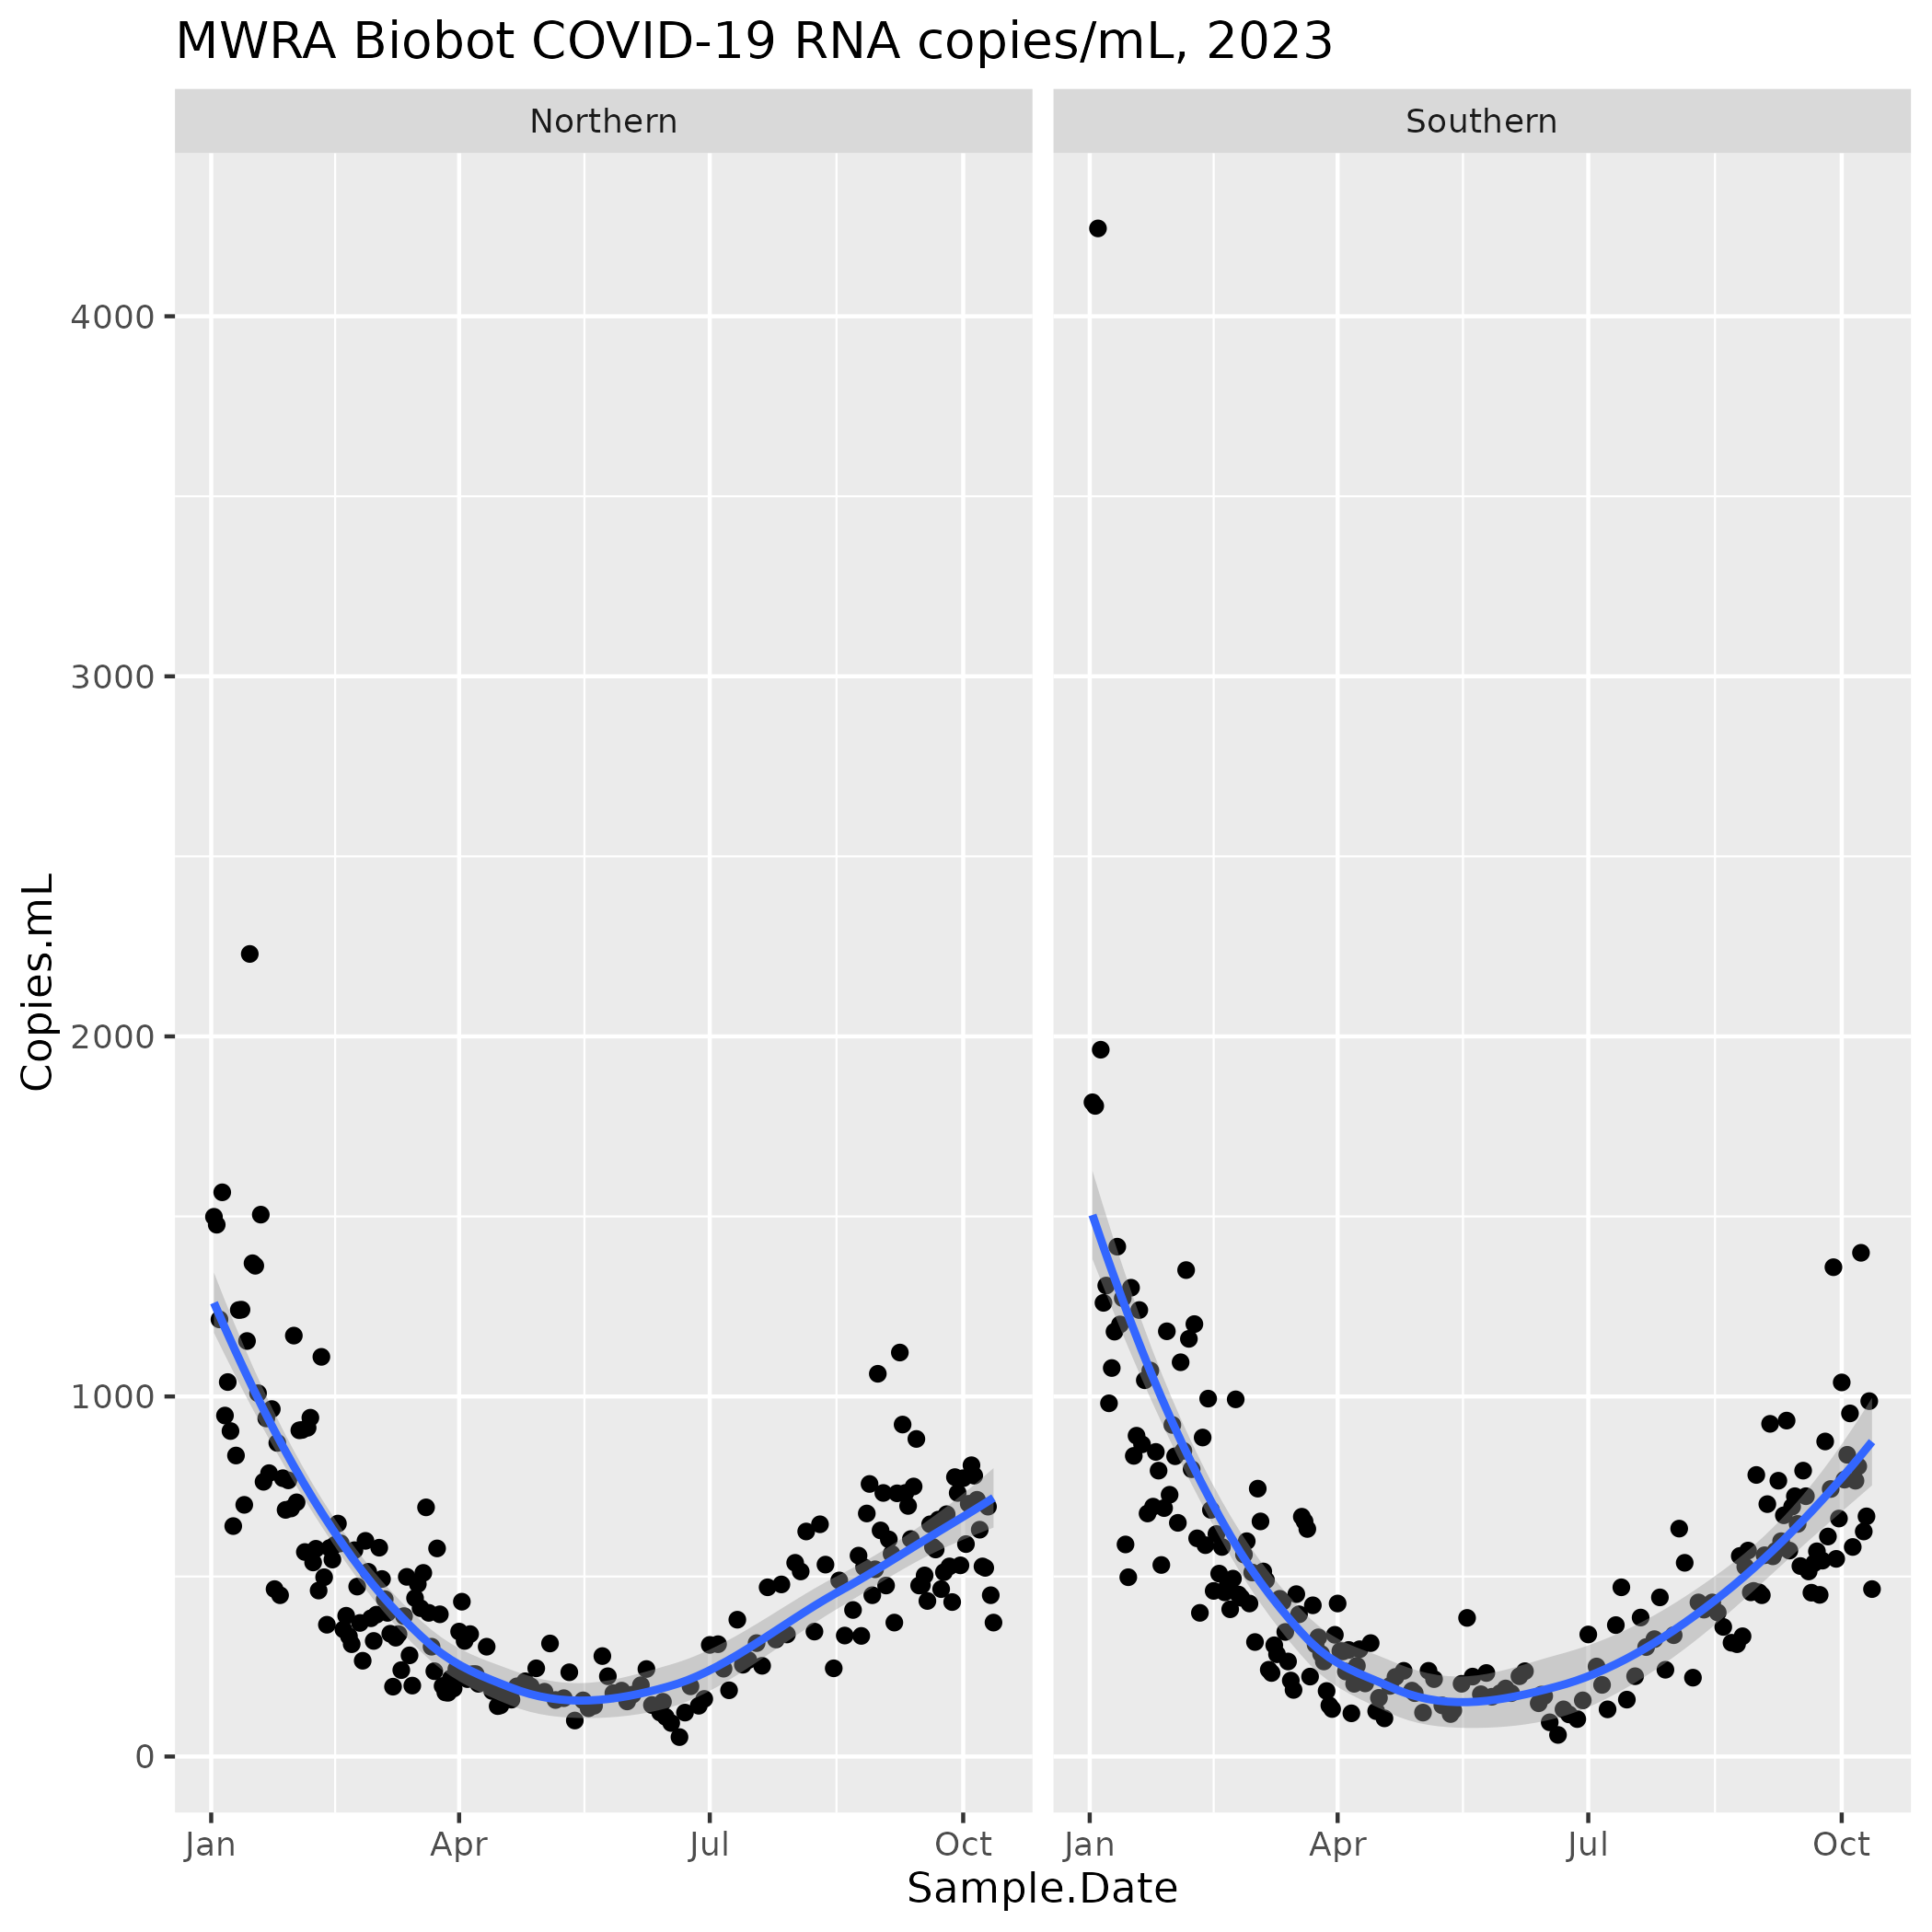 MWRA Biobot COVID-19 RNA copies/mL, 2023
Northern
Southern
Copies.mL
4000
3000
2000
1000
0
Jan Apr Jul Oct
Jan Apr Jul Oct
Sample.Date